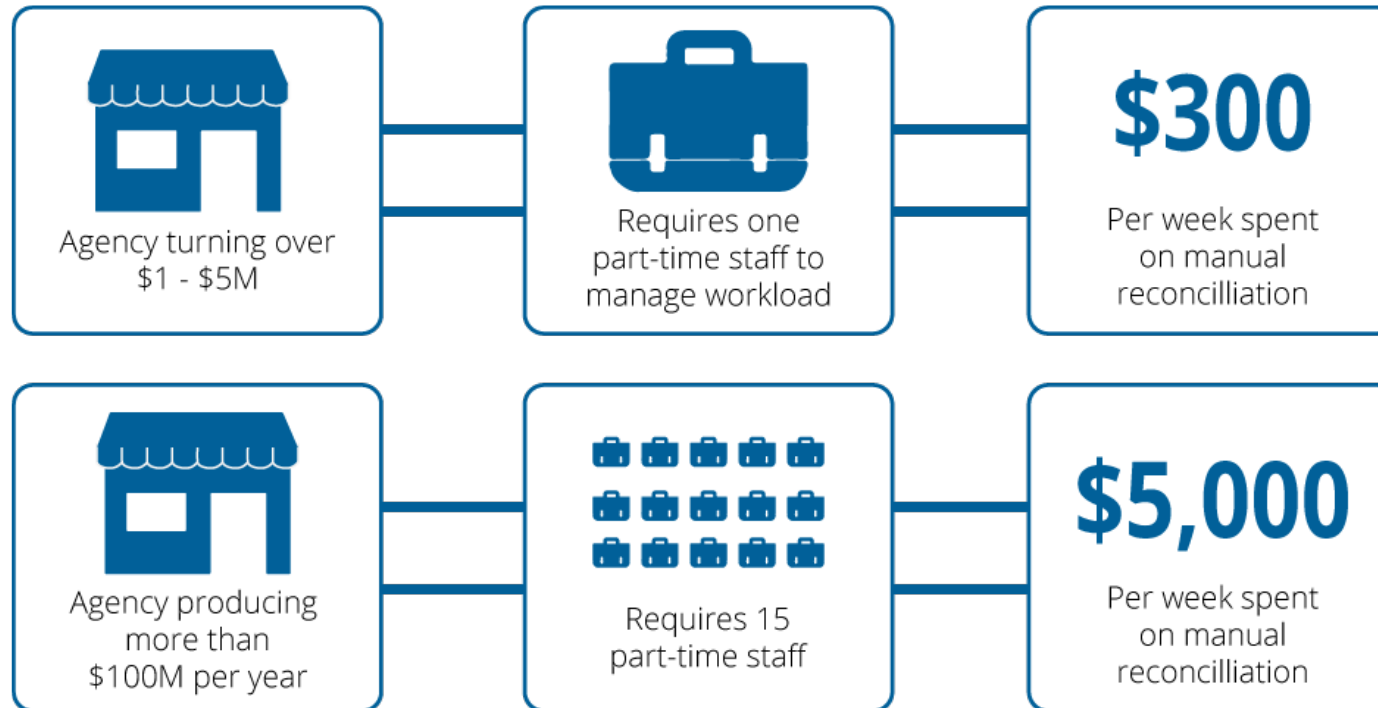 Agency turning over
$1 - $5M
Requires one
part-time staff to
manage workload
$300
Per week spent
on manual
reconcilliation
Agency producing
more than
$100M per year
Requires 15
part-time staff
$5,000
Per week spent
on manual
reconcilliation